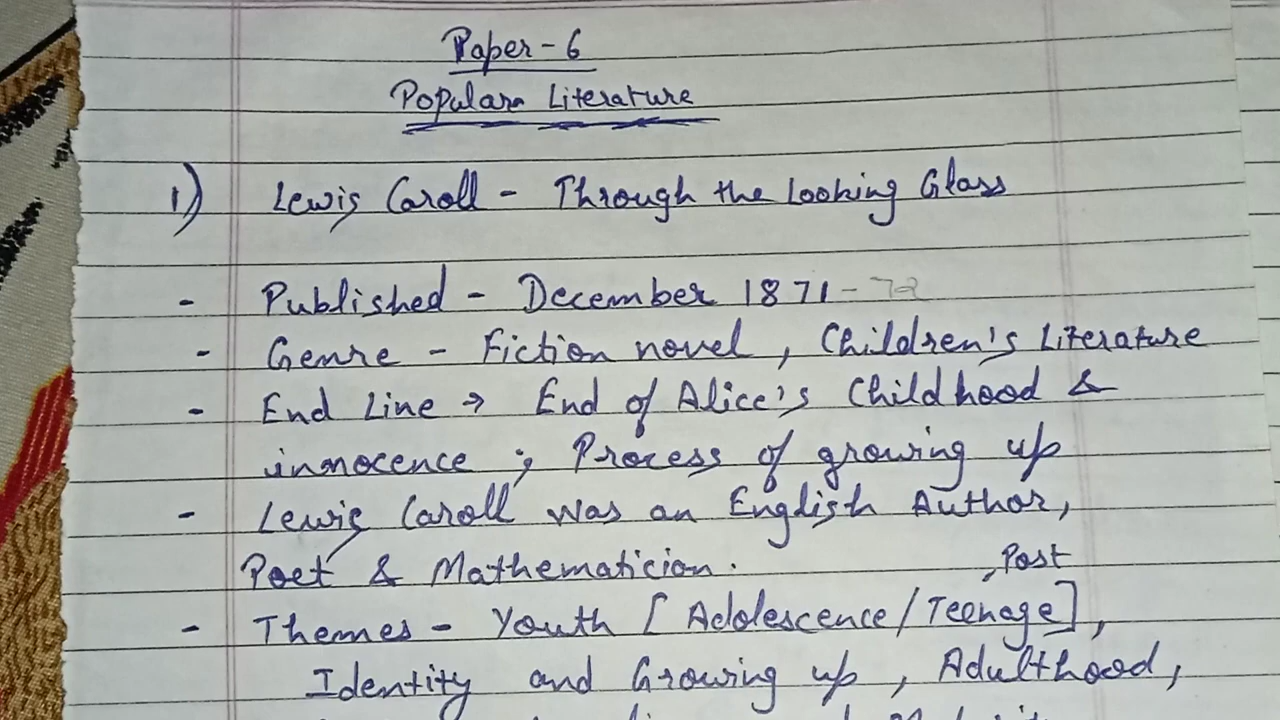 Paper - 6
Popular Literature
1) Lewis Caroll - Through the Looking Glass
- Published - December 1871 - 72
- Genre - Fiction novel, Children's Literature
- End Line → End of Alice's Childhood &
innocence ; Process of growing up
- Lewis Caroll was an English Author,
Poet & Mathematician.
, Post
- Themes - Youth [Adolescence/Teenage],
Identity and Growing up, Adulthood,